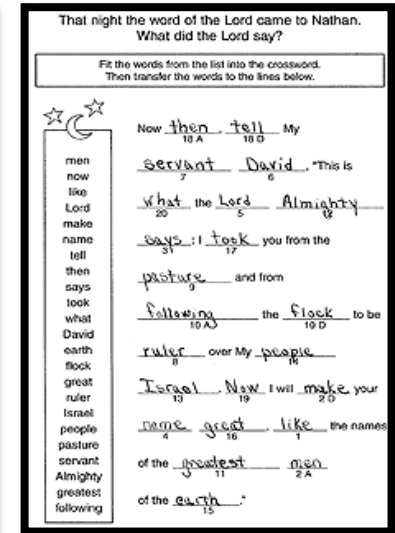 That night the word of the Lord came to Nathan.
What did the Lord say?
Fit the words from the list into the crossword.
Then transfer the words to the lines below.
men
now
like
Lord
make
name
tell
then
says
took
what
David
earth
flock
great
ruler
Israel
people
pasture
servant
Almighty
greatest
following
Now then, tell My
18 A 18 D
servant David, "This is
7 6
what the Lord Almighty
20 5 12
says: I took you from the
31 17
pasture and from
9
following the flock to be
10 A 10 D
ruler over My people
8 14
Israel. Now I will make your
13 19 2 D
name great, like the names
4 16 1
of the greatest men
11 2 A
of the earth."
15